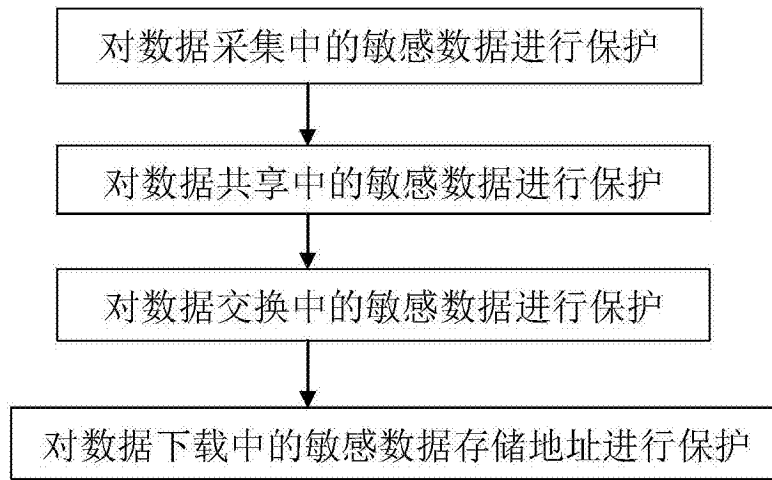 对数据采集中的敏感数据进行保护
对数据共享中的敏感数据进行保护
对数据交换中的敏感数据进行保护
对数据下载中的敏感数据存储地址进行保护